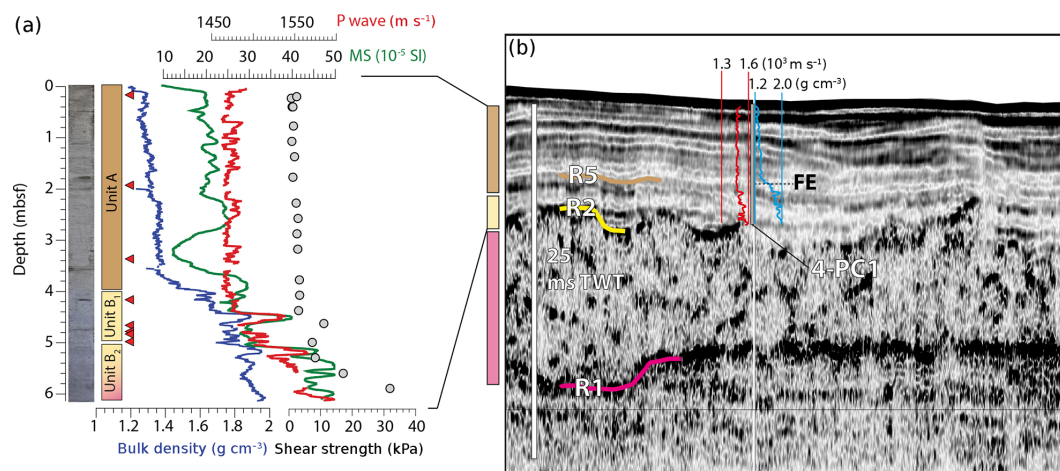 (a)
1450 1550 P wave (m s⁻¹)
10 20 30 40 50 MS (10⁻⁵ SI)
0
1
2
3
4
5
6
Depth (mbsf)
Unit A
Unit B₁
Unit B₂
1 1.2 1.4 1.6 1.8 2 0 10 20 30 40
Bulk density (g cm⁻³) Shear strength (kPa)
(b)
1.3 1.6 (10³ m s⁻¹)
1.2 2.0 (g cm⁻³)
R5
FE
R2
25
ms TWT
4-PC1
R1